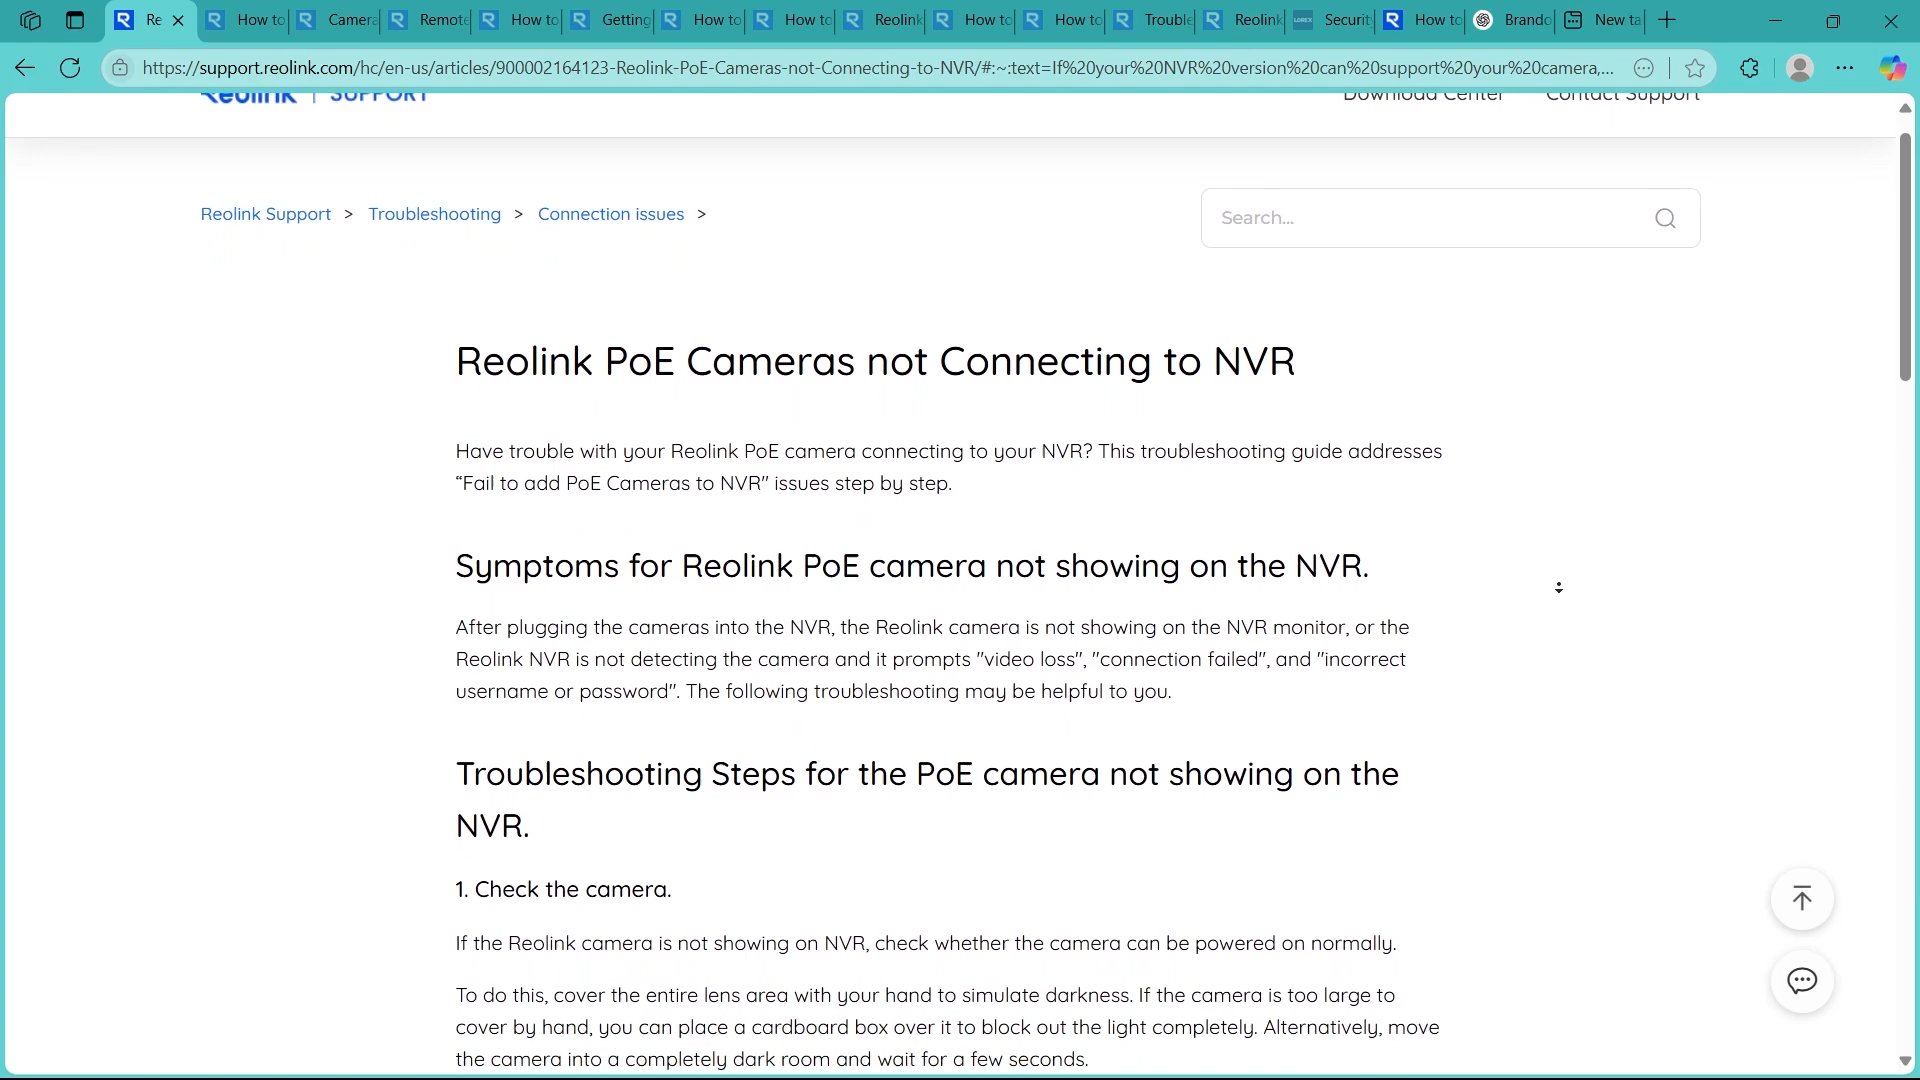 Re
How to
Camera
Remote
How to
Getting
How to
How to
Reolink
How to
How to
Trouble
Reolink
LOREX
Securit
How to
Brando
New ta
https://support.reolink.com/hc/en-us/articles/900002164123-Reolink-PoE-Cameras-not-Connecting-to-NVR/#:~:text=If%20your%20NVR%20version%20can%20support%20your%20camera,...
Reolink | SUPPORT
Download Center
Contact Support
Reolink Support > Troubleshooting > Connection issues >
Search...
Reolink PoE Cameras not Connecting to NVR
Have trouble with your Reolink PoE camera connecting to your NVR? This troubleshooting guide addresses
“Fail to add PoE Cameras to NVR" issues step by step.
Symptoms for Reolink PoE camera not showing on the NVR.
After plugging the cameras into the NVR, the Reolink camera is not showing on the NVR monitor, or the
Reolink NVR is not detecting the camera and it prompts "video loss", "connection failed", and "incorrect
username or password". The following troubleshooting may be helpful to you.
Troubleshooting Steps for the PoE camera not showing on the
NVR.
1. Check the camera.
If the Reolink camera is not showing on NVR, check whether the camera can be powered on normally.
To do this, cover the entire lens area with your hand to simulate darkness. If the camera is too large to
cover by hand, you can place a cardboard box over it to block out the light completely. Alternatively, move
the camera into a completely dark room and wait for a few seconds.